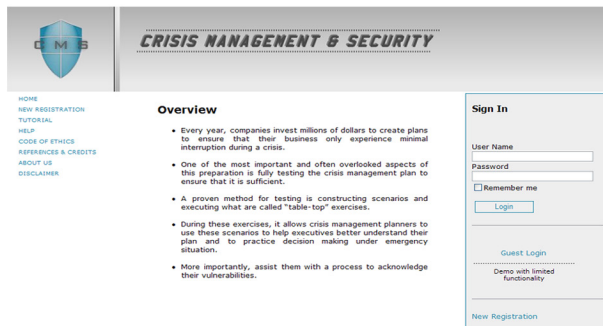 CMS
CRISIS MANAGEMENT & SECURITY
HOME
NEW REGISTRATION
TUTORIAL
HELP
CODE OF ETHICS
REFERENCES & CREDITS
ABOUT US
DISCLAIMER
Overview
• Every year, companies invest millions of dollars to create plans
to ensure that their business only experience minimal
interruption during a crisis.
• One of the most important and often overlooked aspects of
this preparation is fully testing the crisis management plan to
ensure that it is sufficient.
• A proven method for testing is constructing scenarios and
executing what are called "table-top" exercises.
• During these exercises, it allows crisis management planners to
use these scenarios to help executives better understand their
plan and to practice decision making under emergency
situation.
• More importantly, assist them with a process to acknowledge
their vulnerabilities.
Sign In
User Name
Password
Remember me
Login
Guest Login
Demo with limited
functionality
New Registration